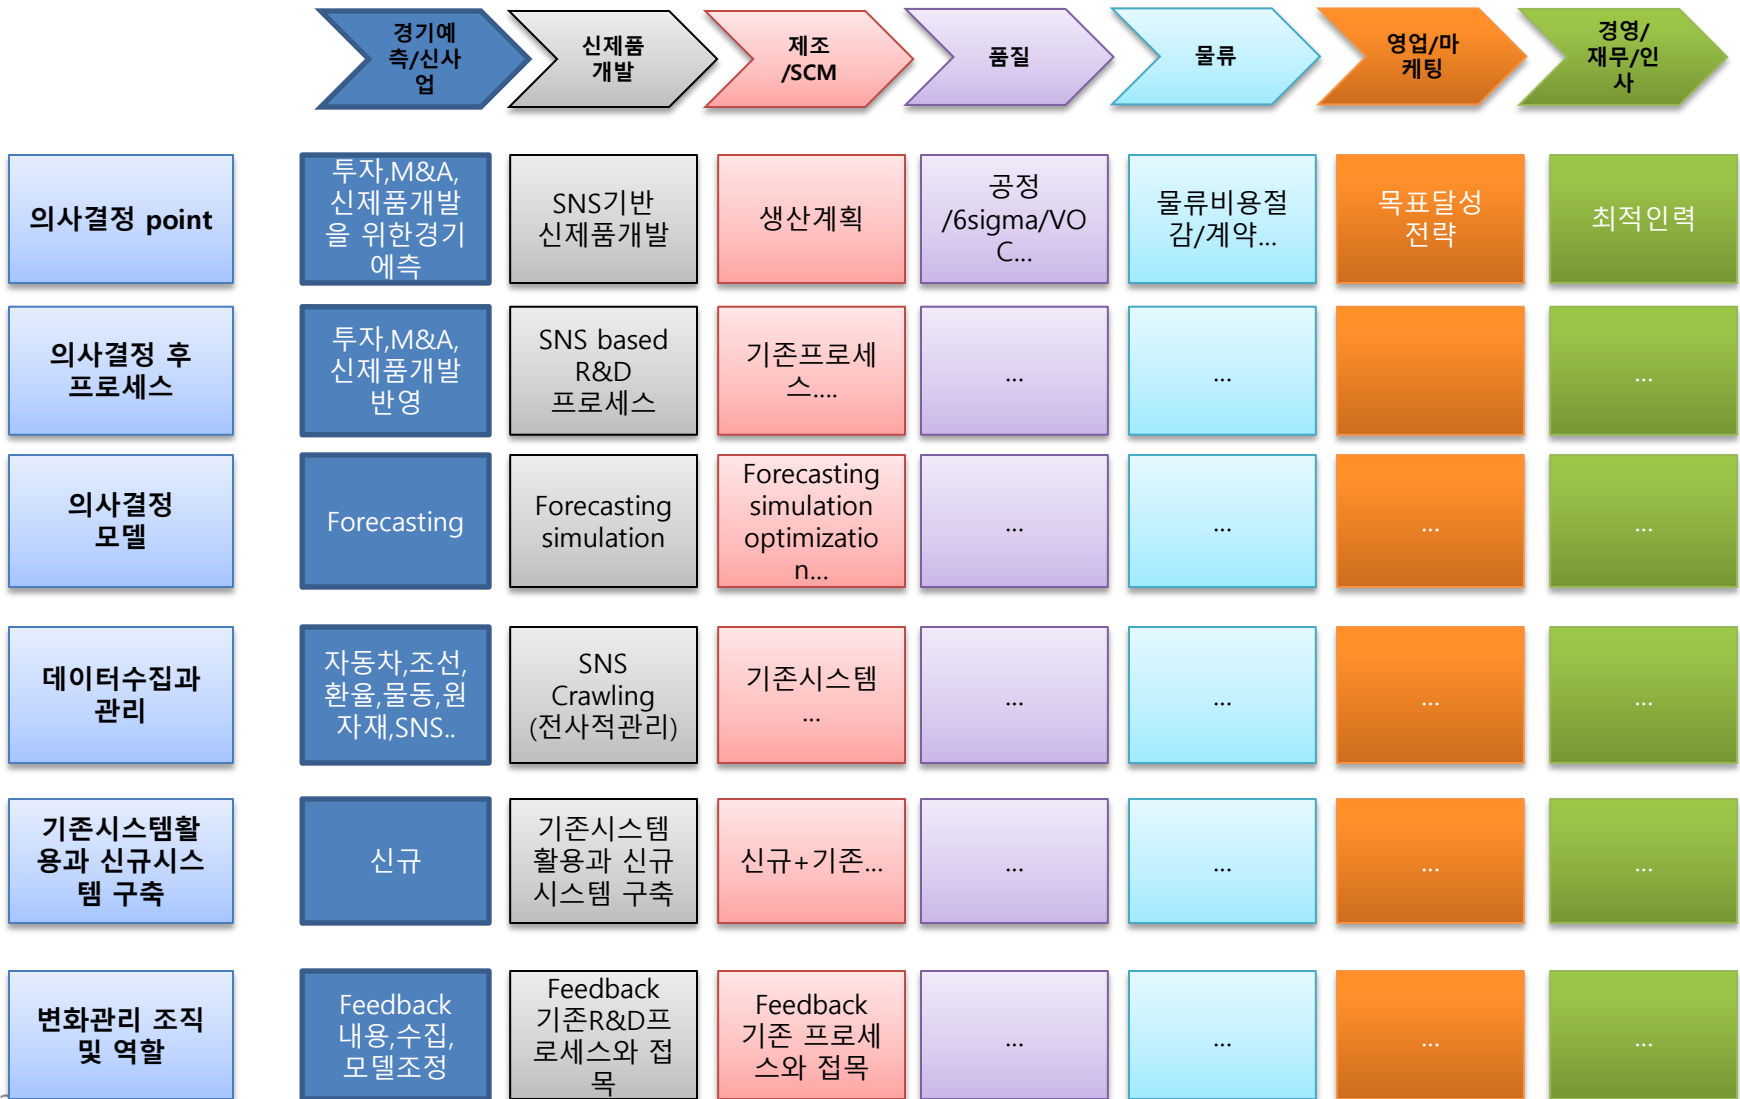 경기예
측/신사
업
신제품
개발
제조
/SCM
품질
물류
영업/마
케팅
경영/
재무/인
사
의사결정 point
투자,M&A,
신제품개발
을 위한경기
에측
SNS기반
신제품개발
생산계획
공정
/6sigma/VO
C...
물류비용절
감/계약...
목표달성
전략
최적인력
의사결정 후
프로세스
투자,M&A,
신제품개발
반영
SNS based
R&D
프로세스
기존프로세
스....
...
...
...
의사결정
모델
Forecasting
Forecasting
simulation
Forecasting
simulation
optimizatio
n...
...
...
...
...
데이터수집과
관리
자동차,조선,
환율,물동,원
자재,SNS..
SNS
Crawling
(전사적관리)
기존시스템
...
...
...
...
...
기존시스템활
용과 신규시스
템 구축
신규
기존시스템
활용과 신규
시스템 구축
신규+기존...
...
...
...
...
변화관리 조직
및 역할
Feedback
내용,수집,
모델조정
Feedback
기존R&D프
로세스와 접
목
Feedback
기존 프로세
스와 접목
...
...
...
...